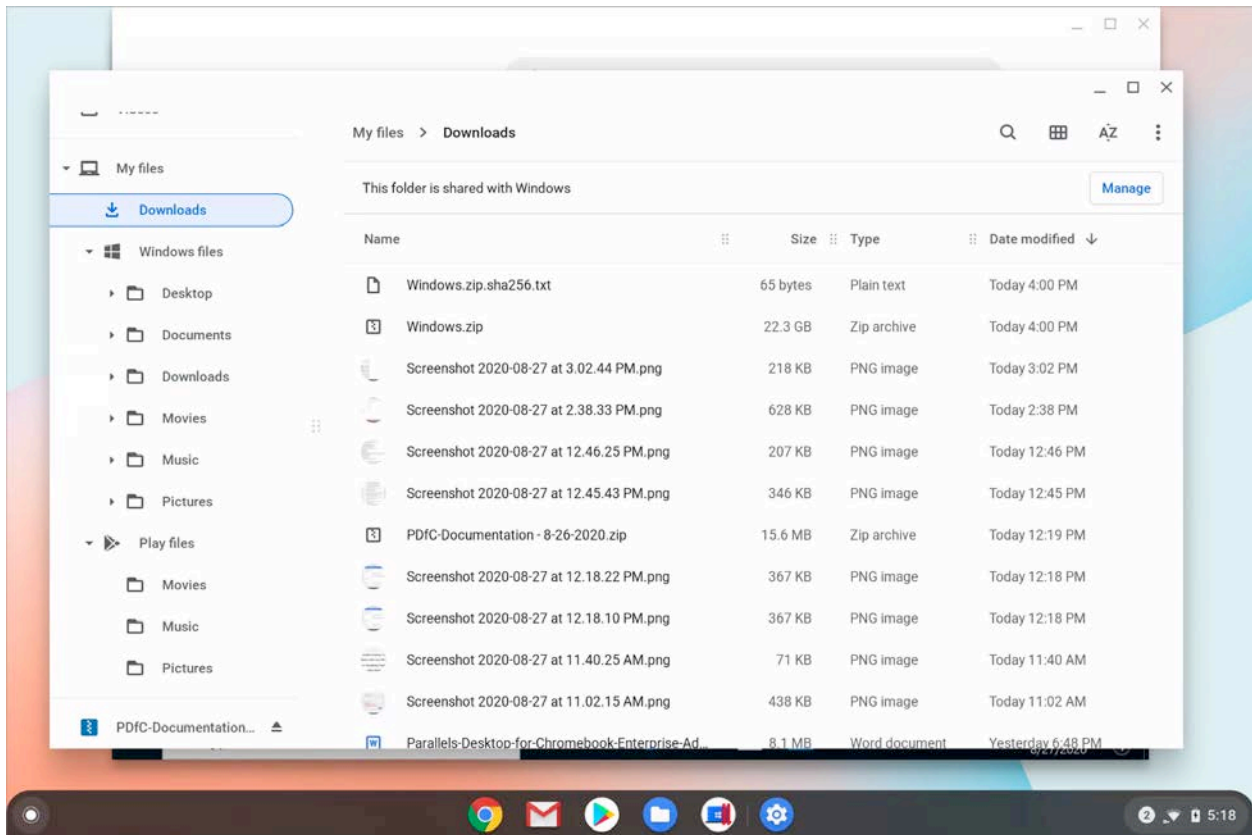 My files > Downloads
My files
This folder is shared with Windows
Manage
Downloads
Windows files
Name Size Type Date modified
Desktop
Windows.zip.sha256.txt 65 bytes Plain text Today 4:00 PM
Documents
Windows.zip 22.3 GB Zip archive Today 4:00 PM
Downloads
Screenshot 2020-08-27 at 3.02.44 PM.png 218 KB PNG image Today 3:02 PM
Movies
Screenshot 2020-08-27 at 2.38.33 PM.png 628 KB PNG image Today 2:38 PM
Music
Screenshot 2020-08-27 at 12.46.25 PM.png 207 KB PNG image Today 12:46 PM
Pictures
Screenshot 2020-08-27 at 12.45.43 PM.png 346 KB PNG image Today 12:45 PM
Play files
PDfC-Documentation - 8-26-2020.zip 15.6 MB Zip archive Today 12:19 PM
Movies
Screenshot 2020-08-27 at 12.18.22 PM.png 367 KB PNG image Today 12:18 PM
Music
Screenshot 2020-08-27 at 12.18.10 PM.png 367 KB PNG image Today 12:18 PM
Pictures
Screenshot 2020-08-27 at 11.40.25 AM.png 71 KB PNG image Today 11:40 AM
Screenshot 2020-08-27 at 11.02.15 AM.png 438 KB PNG image Today 11:02 AM
PDfC-Documentation...
Parallels-Desktop-for-Chromebook-Enterprise-Ad... 8.1 MB Word document Yesterday 6:48 PM
8/27/2020
2 5:18